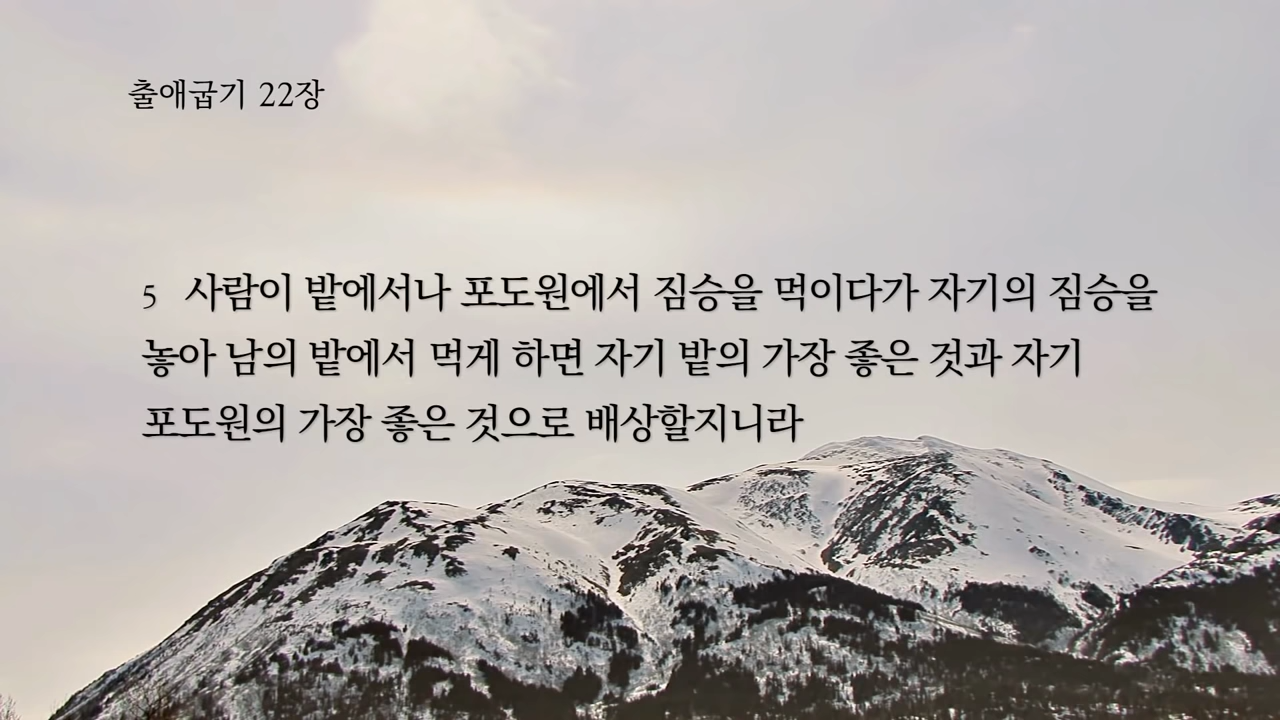 출애굽기 22장
5 사람이 밭에서나 포도원에서 짐승을 먹이다가 자기의 짐승을
놓아 남의 밭에서 먹게 하면 자기 밭의 가장 좋은 것과 자기
포도원의 가장 좋은 것으로 배상할지니라